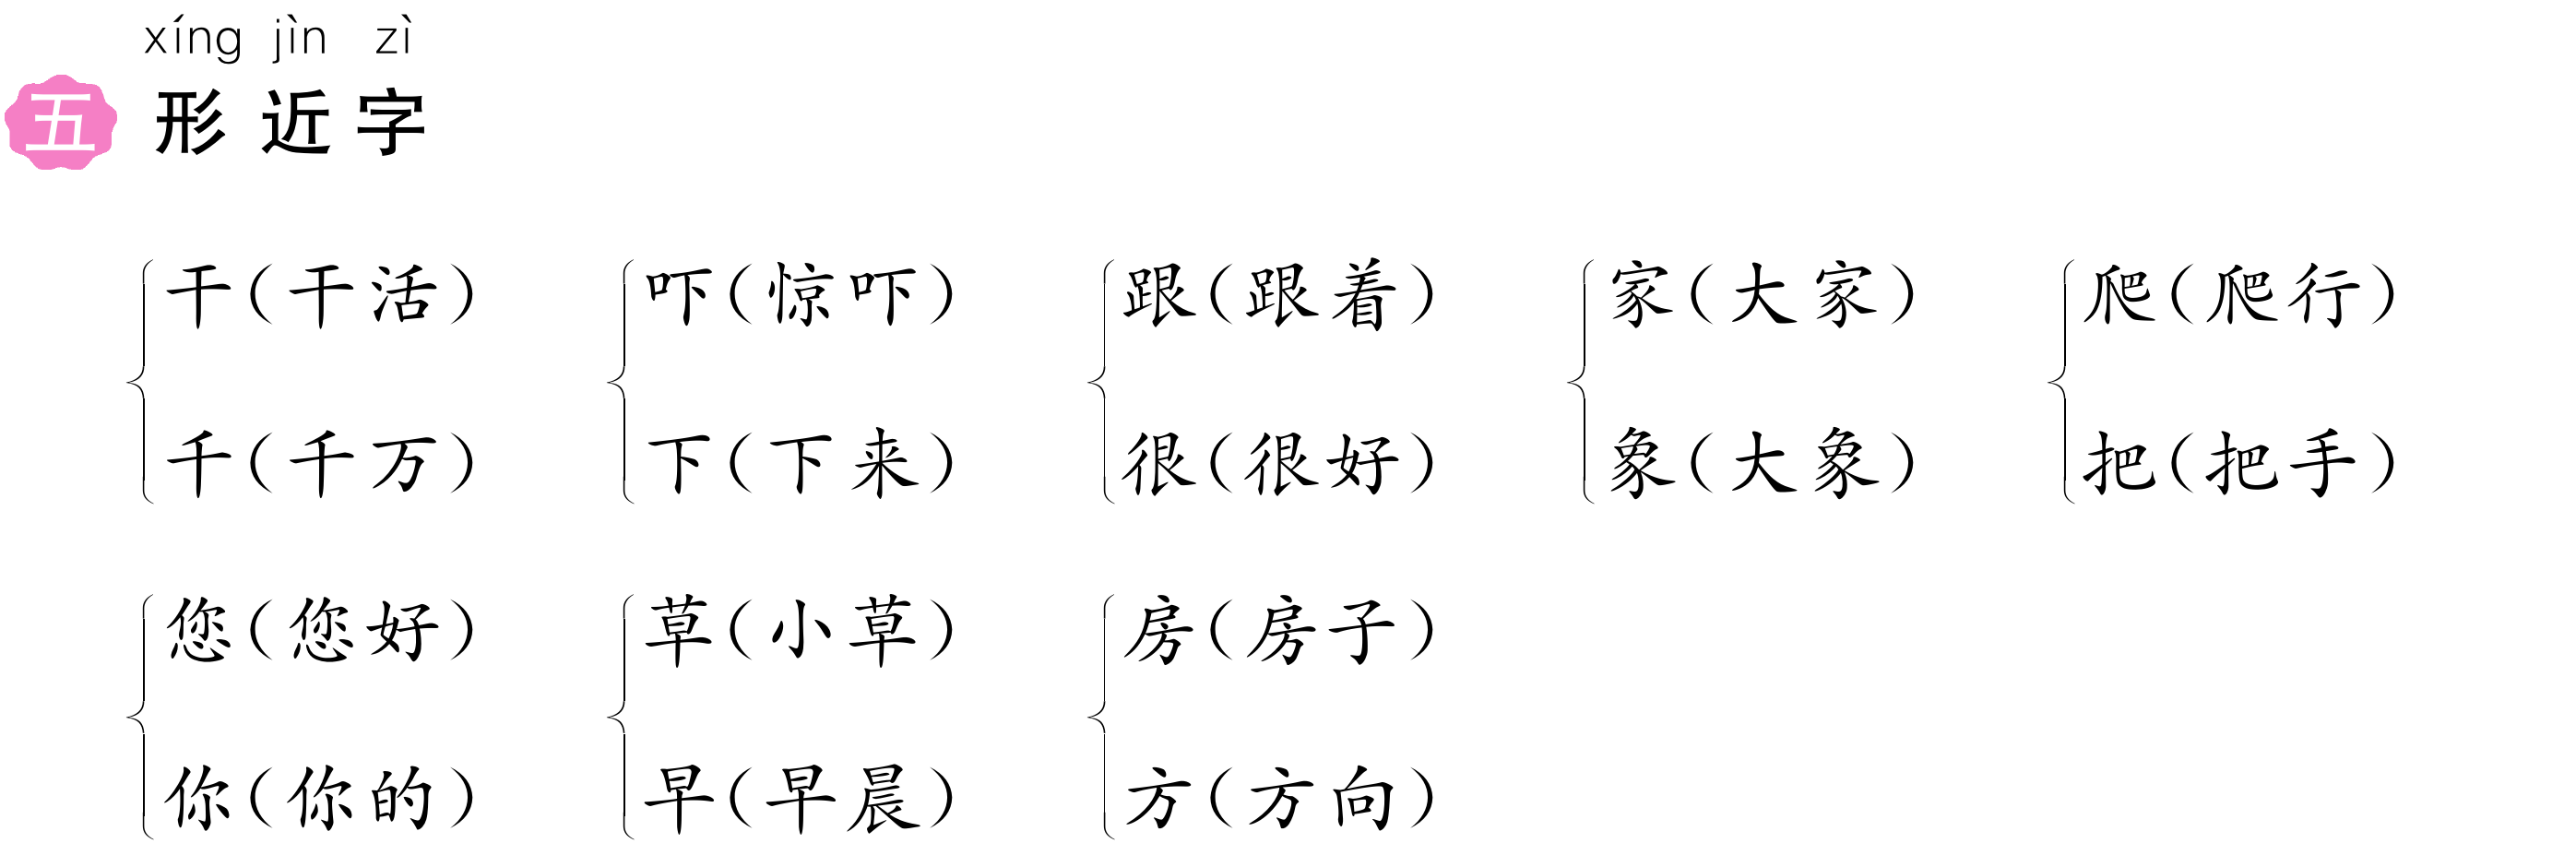 xíng jìn zì
五 形近字
干(干活) 吓(惊吓) 跟(跟着) 家(大家) 爬(爬行)
千(千万) 下(下来) 很(很好) 象(大象) 把(把手)
您(您好) 草(小草) 房(房子)
你(你的) 早(早晨) 方(方向)